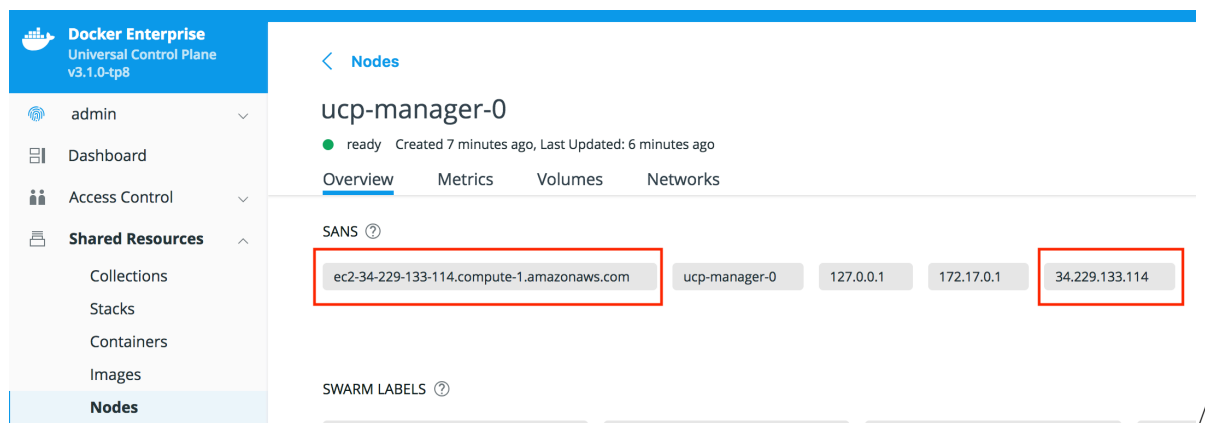 Docker Enterprise
Universal Control Plane
v3.1.0-tp8
admin
Dashboard
Access Control
Shared Resources
Collections
Stacks
Containers
Images
Nodes
Nodes
ucp-manager-0
ready Created 7 minutes ago, Last Updated: 6 minutes ago
Overview Metrics Volumes Networks
SANS ?
ec2-34-229-133-114.compute-1.amazonaws.com ucp-manager-0 127.0.0.1 172.17.0.1 34.229.133.114
SWARM LABELS ?
/